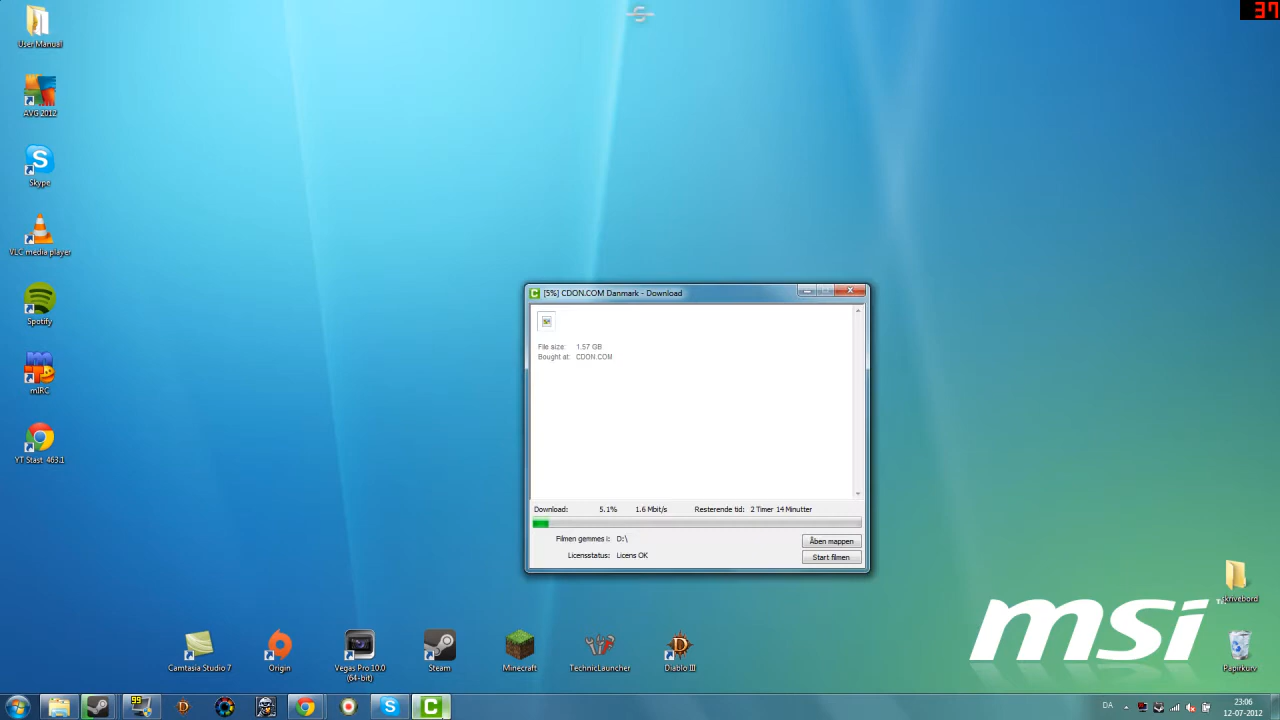 37
User Manual
AVG 2012
Skype
VLC media player
Spotify
mIRC
YT Stast 463.1
[5%] CDON.COM Danmark - Download
File size: 1.57 GB
Bought at: CDON.COM
Download: 5.1% 1.6 Mbit/s Resterende tid: 2 Timer 14 Minutter
Filmen gemmes i: D:\
Åben mappen
Licensstatus: Licens OK
Start filmen
msi
skrivebord
Papirkurv
Camtasia Studio 7
Origin
Vegas Pro 10.0
(64-bit)
Steam
Minecraft
TechnicLauncher
Diablo III
99
DA
23:06
12-07-2012